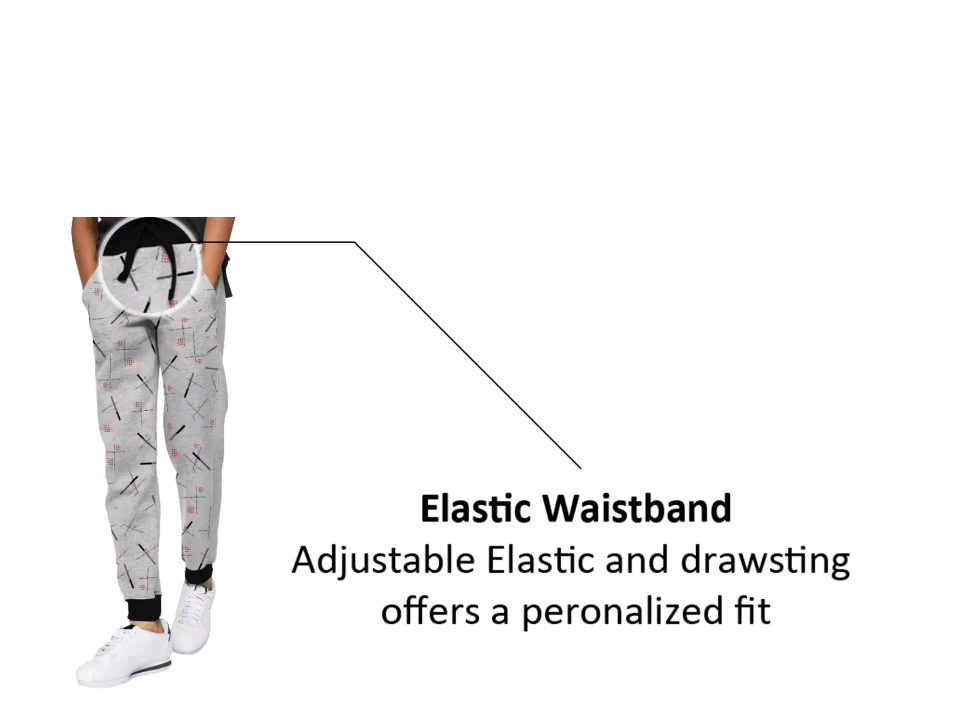 Elastic Waistband
Adjustable Elastic and drawsting
offers a peronalized fit